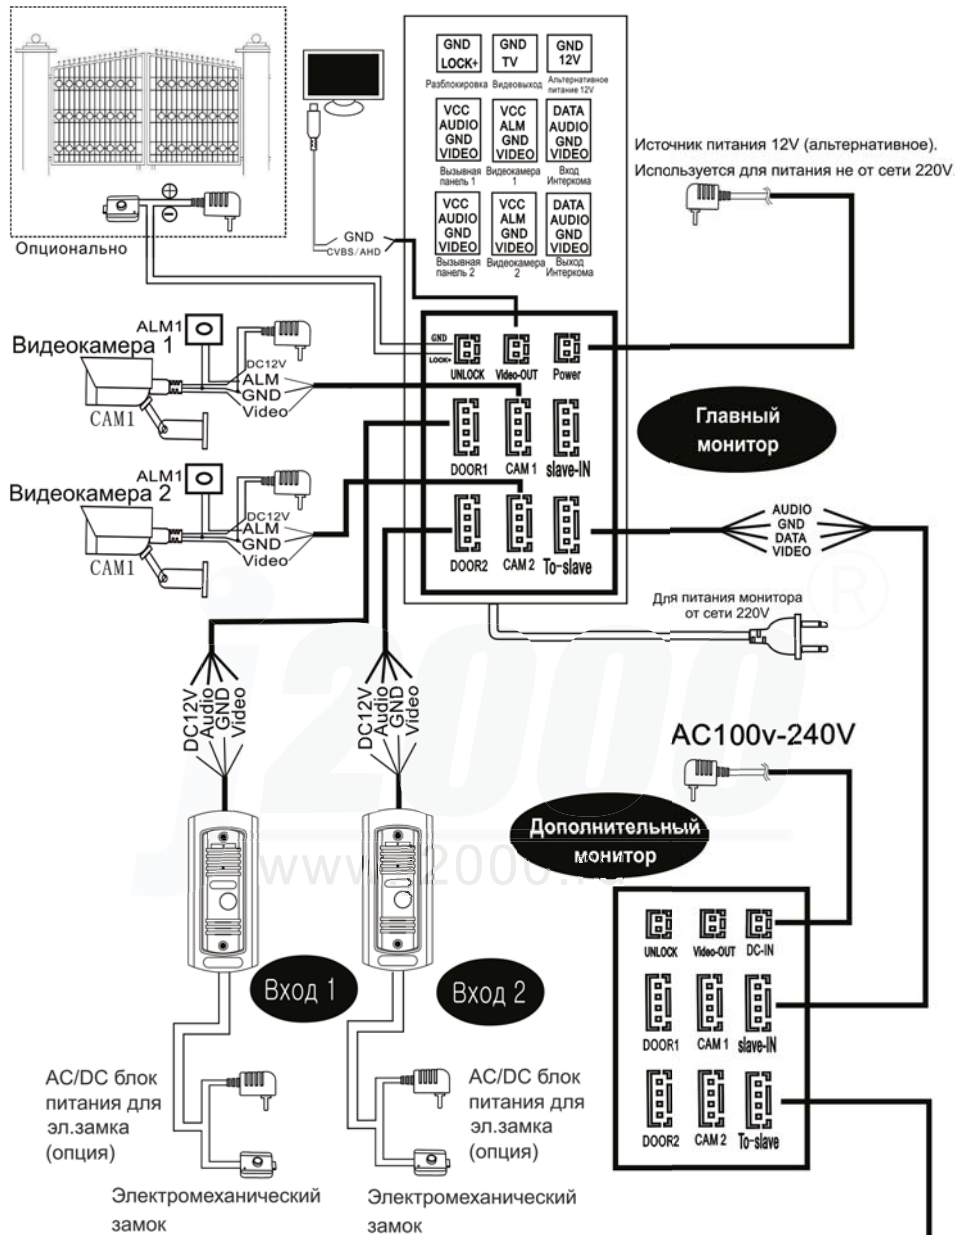 GND
LOCK+
Разблокировка
GND
TV
Видеовыход
GND
12V
Альтернативное
питание 12V
VCC
AUDIO
GND
VIDEO
Вызывная
панель 1
VCC
ALM
GND
VIDEO
Видеокамера
1
DATA
AUDIO
GND
VIDEO
Вход
Интеркома
VCC
AUDIO
GND
VIDEO
Вызывная
панель 2
VCC
ALM
GND
VIDEO
Видеокамера
2
DATA
AUDIO
GND
VIDEO
Выход
Интеркома
Источник питания 12V (альтернативное).
Используется для питания не от сети 220V.
+
−
Опционально
GND
CVBS/AHD
GND
LOCK+
UNLOCK
Video-OUT
Power
ALM1
Видеокамера 1
DC12V
ALM
GND
Video
CAM1
Главный
монитор
DOOR1
CAM 1
slave-IN
ALM1
Видеокамера 2
DC12V
ALM
GND
Video
CAM1
DOOR2
CAM 2
To-slave
AUDIO
GND
DATA
VIDEO
Для питания монитора
от сети 220V
®
j2000
www.j2000.ru
DC12V
Audio
GND
Video
DC12V
Audio
GND
Video
AC100v-240V
Дополнительный
монитор
UNLOCK
Video-OUT
DC-IN
Вход 1
Вход 2
DOOR1
CAM 1
slave-IN
AC/DC блок
питания для
эл.замка
(опция)
AC/DC блок
питания для
эл.замка
(опция)
DOOR2
CAM 2
To-slave
Электромеханический
замок
Электромеханический
замок